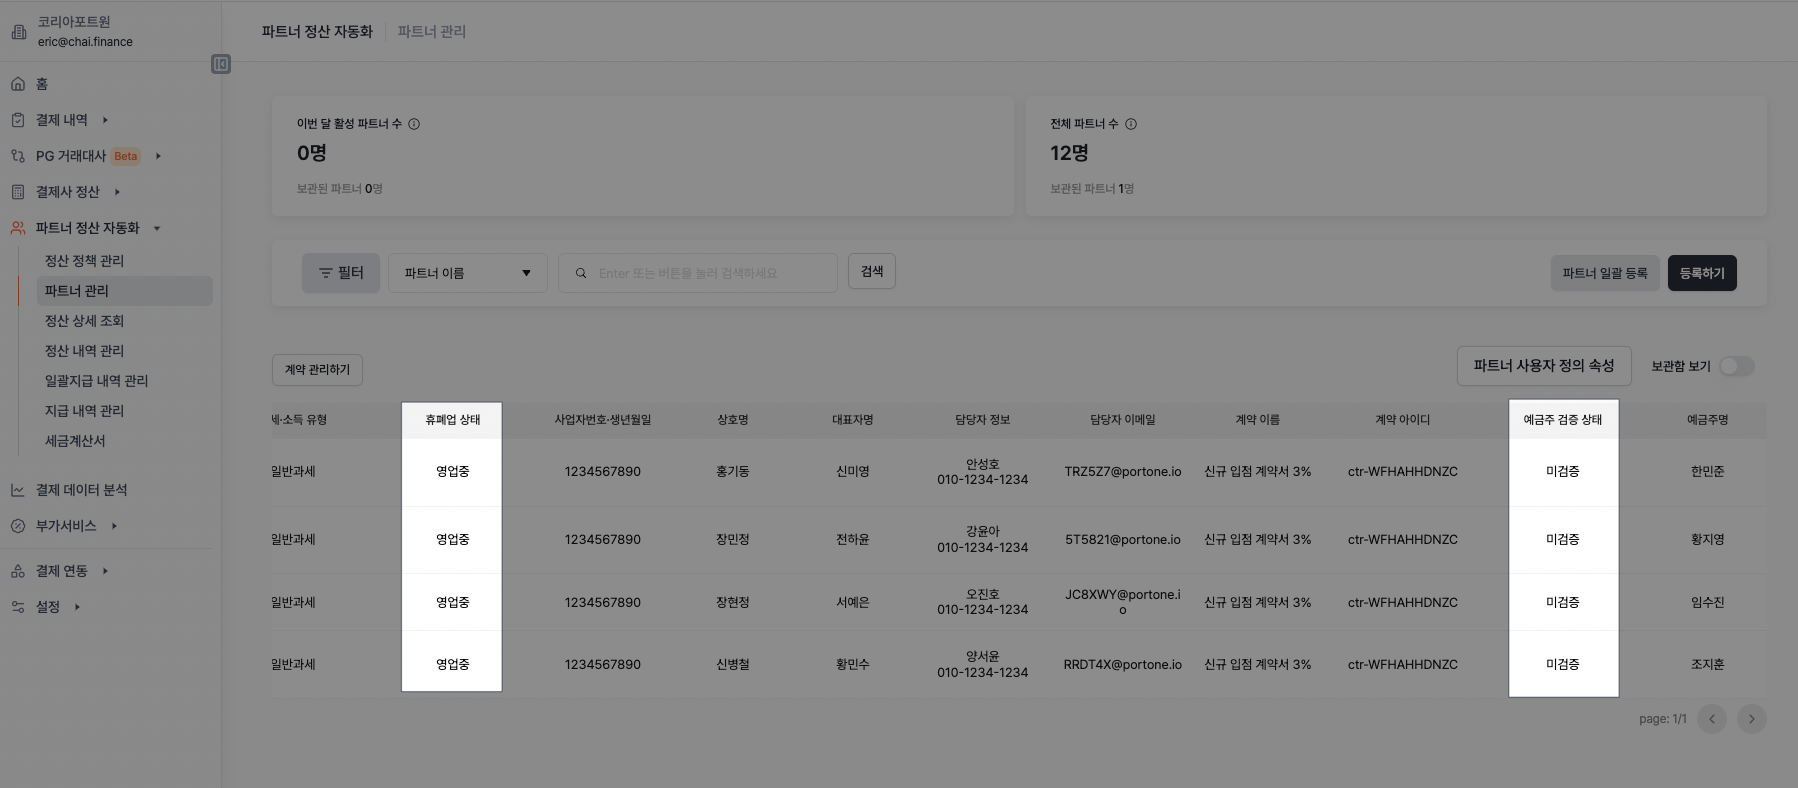 코리아포트원
eric@chai.finance
홈
결제 내역
PG 거래대사 Beta
결제사 정산
파트너 정산 자동화
정산 정책 관리
파트너 관리
정산 상세 조회
정산 내역 관리
일괄지급 내역 관리
지급 내역 관리
세금계산서
결제 데이터 분석
부가서비스
결제 연동
설정
파트너 정산 자동화 파트너 관리
이번 달 활성 파트너 수
0명
보관된 파트너 0명
전체 파트너 수
12명
보관된 파트너 1명
필터 파트너 이름 Enter 또는 버튼을 눌러 검색하세요 검색 파트너 일괄 등록 등록하기
계약 관리하기 파트너 사용자 정의 속성 보관함 보기
세·소득 유형 휴폐업 상태 사업자번호·생년월일 상호명 대표자명 담당자 정보 담당자 이메일 계약 이름 계약 아이디 예금주 검증 상태 예금주명
일반과세 영업중 1234567890 홍기동 신미영 안성호 TRZ5Z7@portone.io 신규 입점 계약서 3% ctr-WFHAHHDNZC 미검증 한민준
010-1234-1234
일반과세 영업중 1234567890 장민정 전하윤 강윤아 5T5821@portone.io 신규 입점 계약서 3% ctr-WFHAHHDNZC 미검증 황지영
010-1234-1234
일반과세 영업중 1234567890 장현정 서예은 오진호 JC8XWY@portone.i 신규 입점 계약서 3% ctr-WFHAHHDNZC 미검증 임수진
010-1234-1234 o
일반과세 영업중 1234567890 신병철 황민수 양서윤 RRDT4X@portone.io 신규 입점 계약서 3% ctr-WFHAHHDNZC 미검증 조지훈
010-1234-1234
page: 1/1